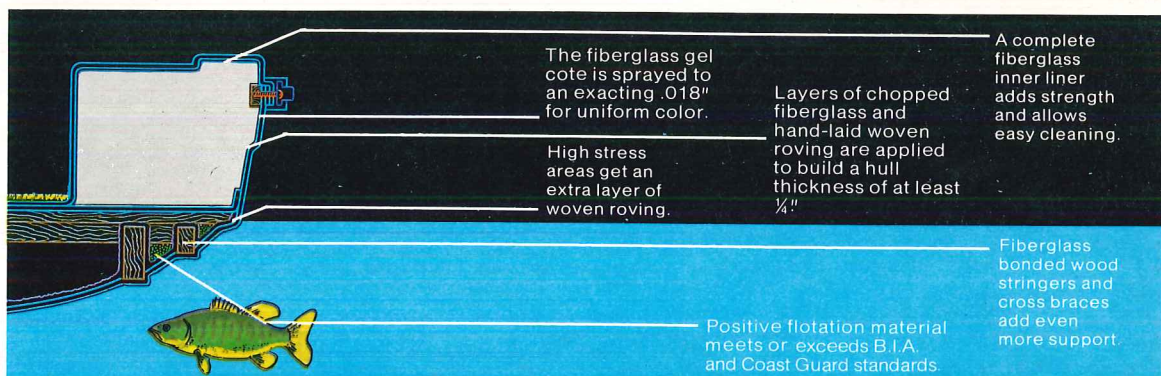 The fiberglass gel
cote is sprayed to
an exacting .018"
for uniform color.
High stress
areas get an
extra layer of
woven roving.
Layers of chopped
fiberglass and
hand-laid woven
roving are applied
to build a hull
thickness of at least
¼".
A complete
fiberglass
inner liner
adds strength
and allows
easy cleaning.
Fiberglass
bonded wood
stringers and
cross braces
add even
more support.
Positive flotation material
meets or exceeds B.I.A.
and Coast Guard standards.